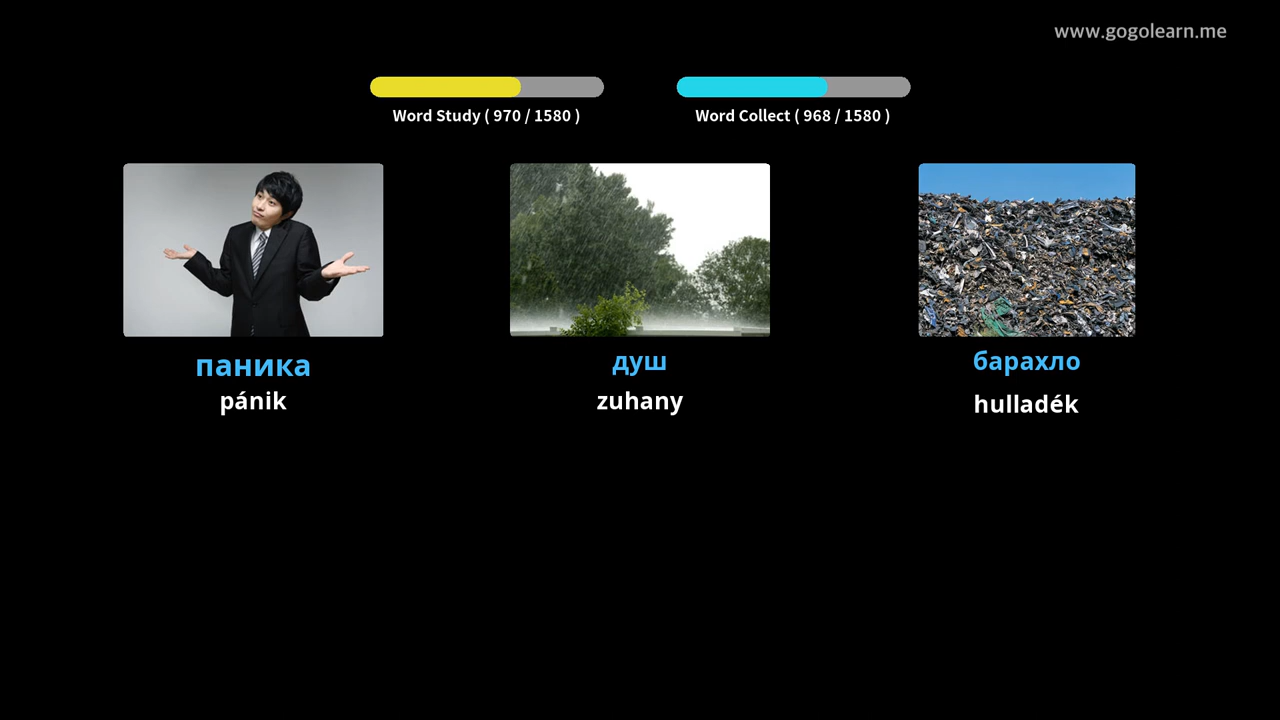 www.gogolearn.me
Word Study ( 970 / 1580 )
Word Collect ( 968 / 1580 )
паника
pánik
душ
zuhany
барахло
hulladék